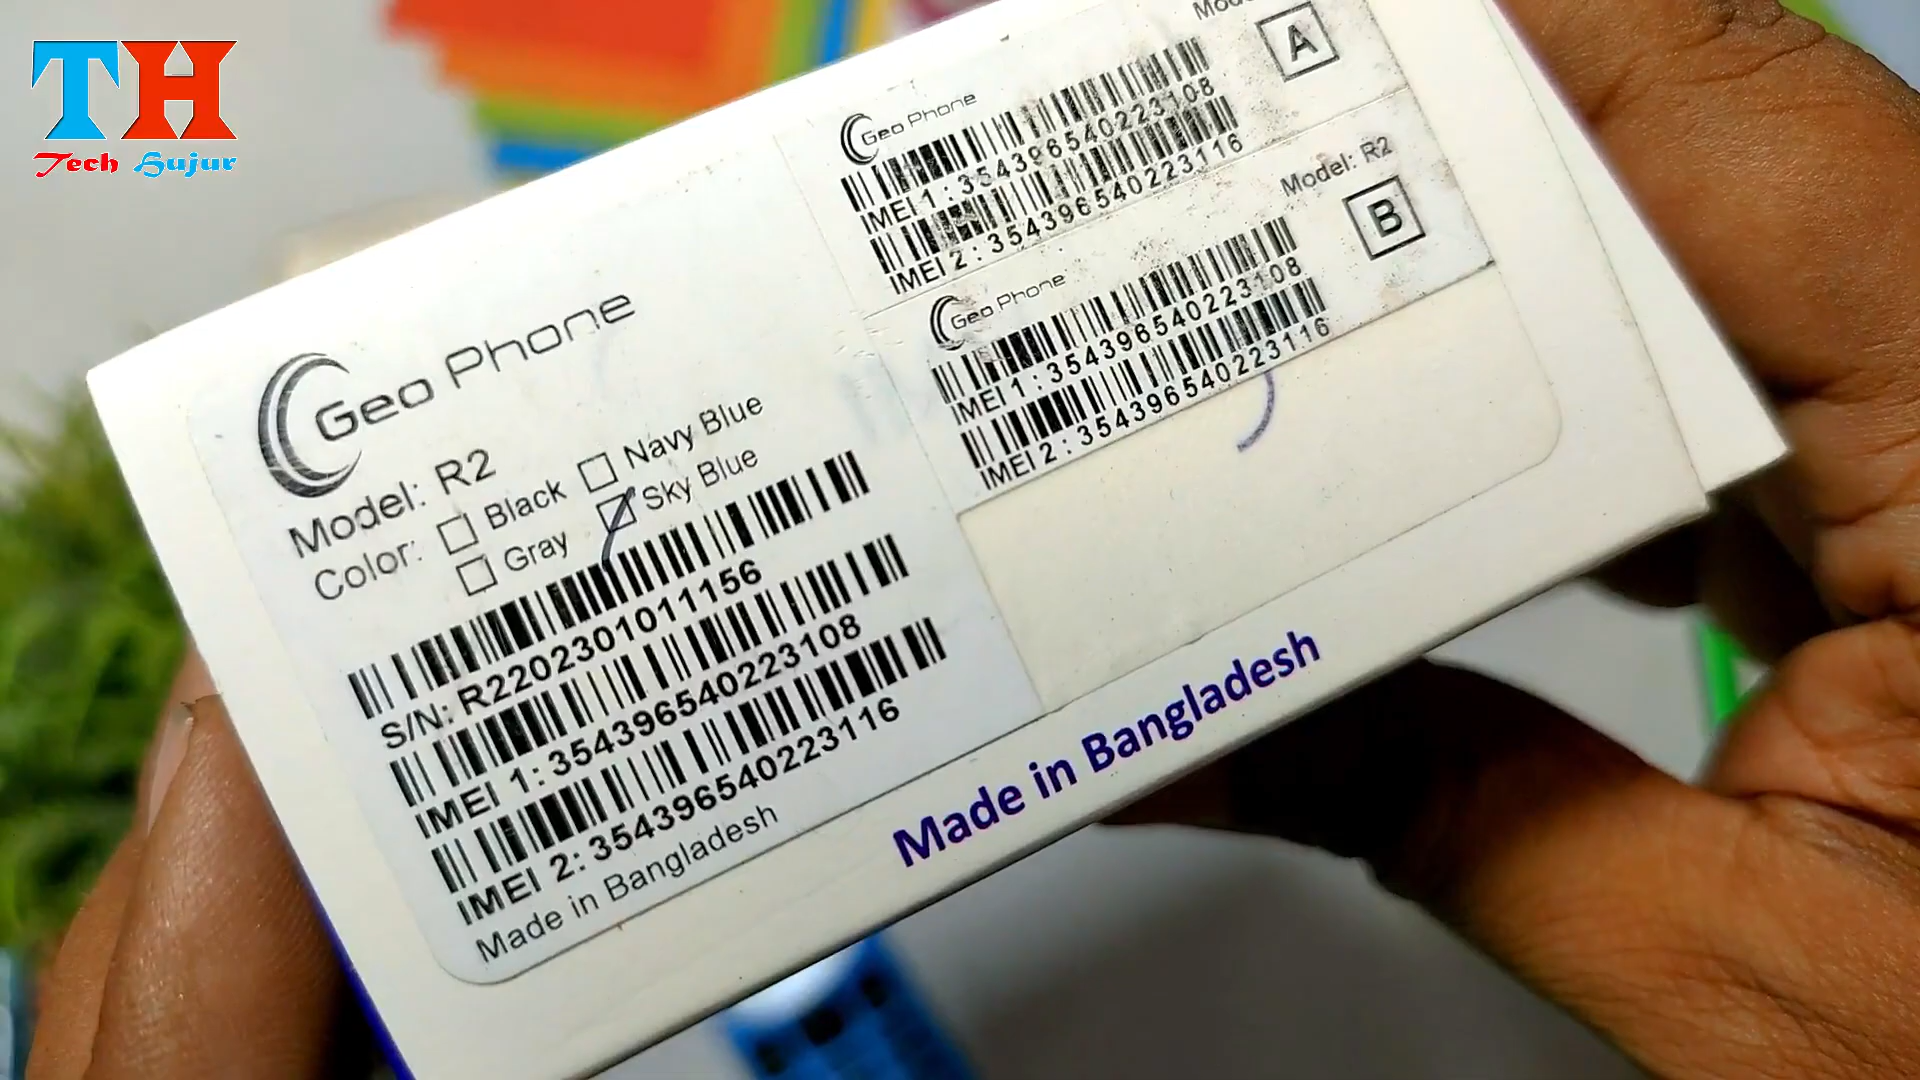 TH
Tech Hujur
Geo Phone
Model: R2
Color: Black Navy Blue
Gray Sky Blue
S/N: R220230101156
IMEI 1: 354396540223108
IMEI 2: 354396540223116
Made in Bangladesh
Geo Phone
A
IMEI 1 : 354396540223108
IMEI 2 : 354396540223116
Geo Phone
Model: R2
B
IMEI 1 : 354396540223108
IMEI 2 : 354396540223116
Made in Bangladesh